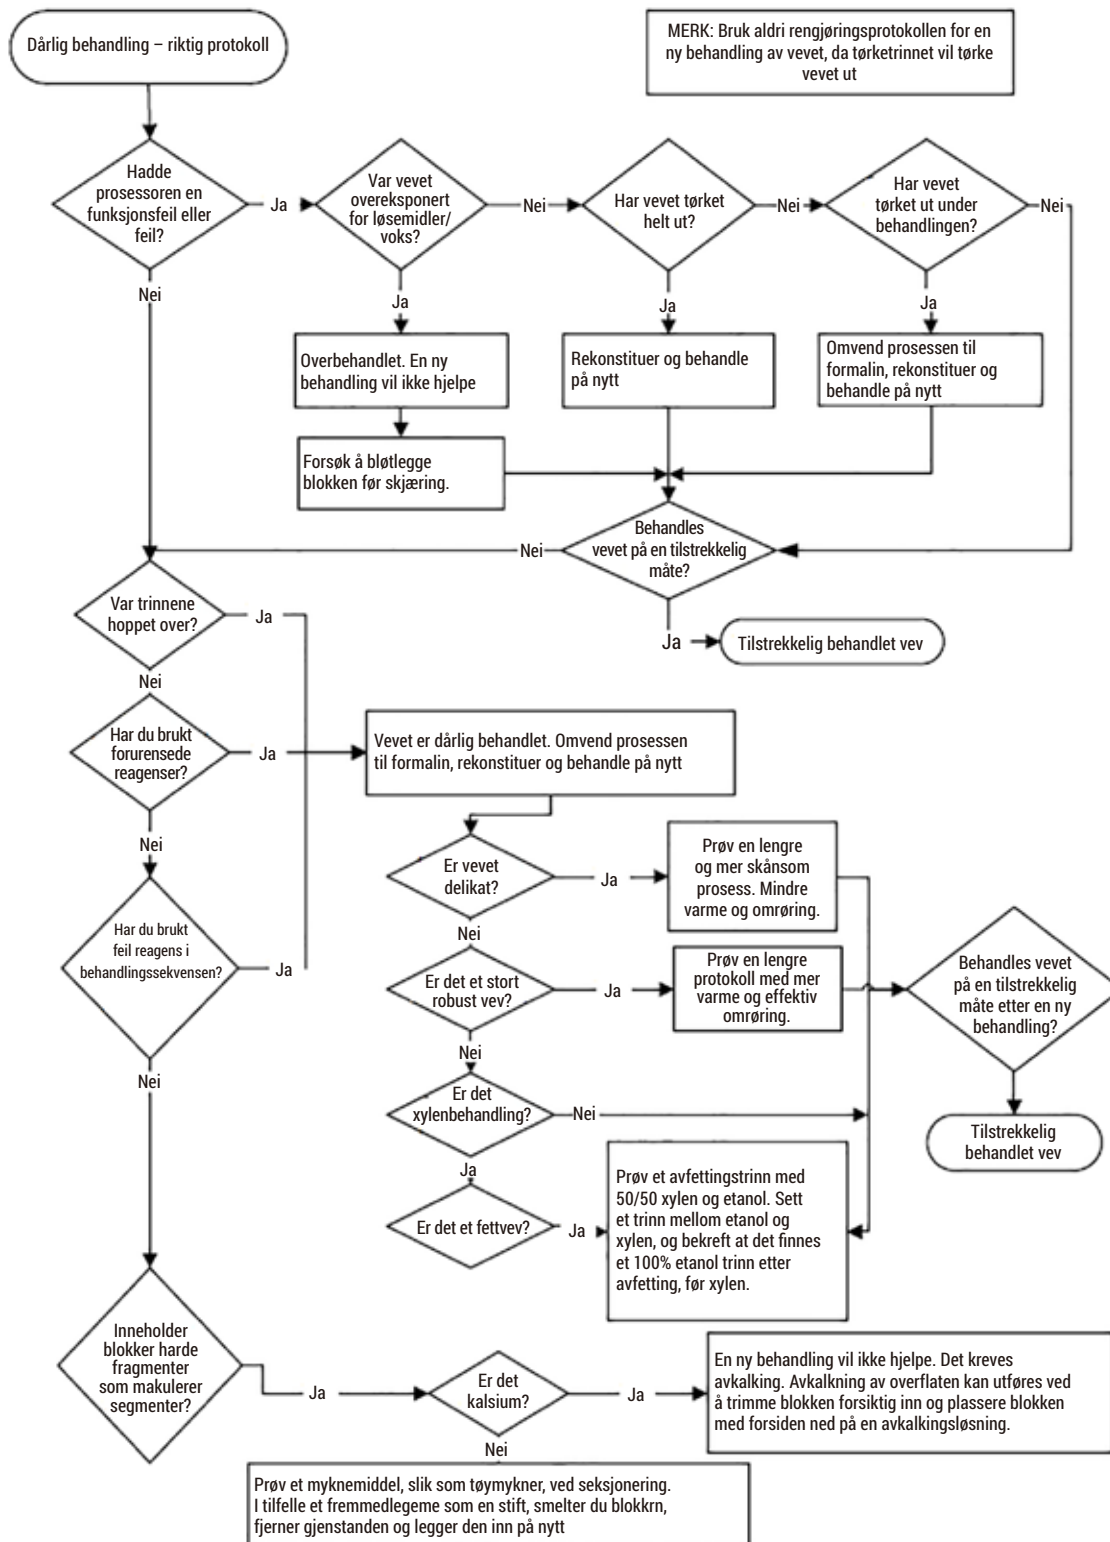 Dårlig behandling – riktig protokoll
MERK: Bruk aldri rengjøringsprotokollen for en
ny behandling av vevet, da tørketrinnet vil tørke
vevet ut
Hadde
prosessoren en
funksjonsfeil eller
feil?
Ja
Var vevet
overeksponert
for løsemidler/
voks?
Nei
Har vevet tørket
helt ut?
Nei
Har vevet
tørket ut under
behandlingen?
Nei
Nei
Ja
Ja
Ja
Overbehandlet. En ny
behandling vil ikke hjelpe
Rekonstituer og behandle
på nytt
Omvend prosessen til
formalin, rekonstituer og
behandle på nytt
Forsøk å bløtlegge
blokken før skjæring.
Behandles
vevet på en tilstrekkelig
måte?
Nei
Ja
Tilstrekkelig behandlet vev
Var trinnene
hoppet over?
Ja
Nei
Har du brukt
forurensede
reagenser?
Ja
Vevet er dårlig behandlet. Omvend prosessen
til formalin, rekonstituer og behandle på nytt
Nei
Har du brukt
feil reagens i
behandlingssekvensen?
Ja
Er vevet
delikat?
Ja
Prøv en lengre
og mer skånsom
prosess. Mindre
varme og omrøring.
Nei
Er det et stort
robust vev?
Ja
Prøv en lengre
protokoll med mer
varme og effektiv
omrøring.
Behandles vevet
på en tilstrekkelig
måte etter en ny
behandling?
Nei
Nei
Er det
xylenbehandling?
Nei
Tilstrekkelig
behandlet vev
Ja
Er det et fettvev?
Ja
Prøv et avfettingstrinn med
50/50 xylen og etanol. Sett
et trinn mellom etanol og
xylen, og bekreft at det finnes
et 100% etanol trinn etter
avfetting, før xylen.
Inneholder
blokker harde
fragmenter
som makulerer
segmenter?
Ja
Er det
kalsium?
Ja
En ny behandling vil ikke hjelpe. Det kreves
avkalking. Avkalkning av overflaten kan utføres ved
å trimme blokken forsiktig inn og plassere blokken
med forsiden ned på en avkalkingsløsning.
Nei
Prøv et myknemiddel, slik som tøymykner, ved seksjonering.
I tilfelle et fremmedlegeme som en stift, smelter du blokkrn,
fjerner gjenstanden og legger den inn på nytt